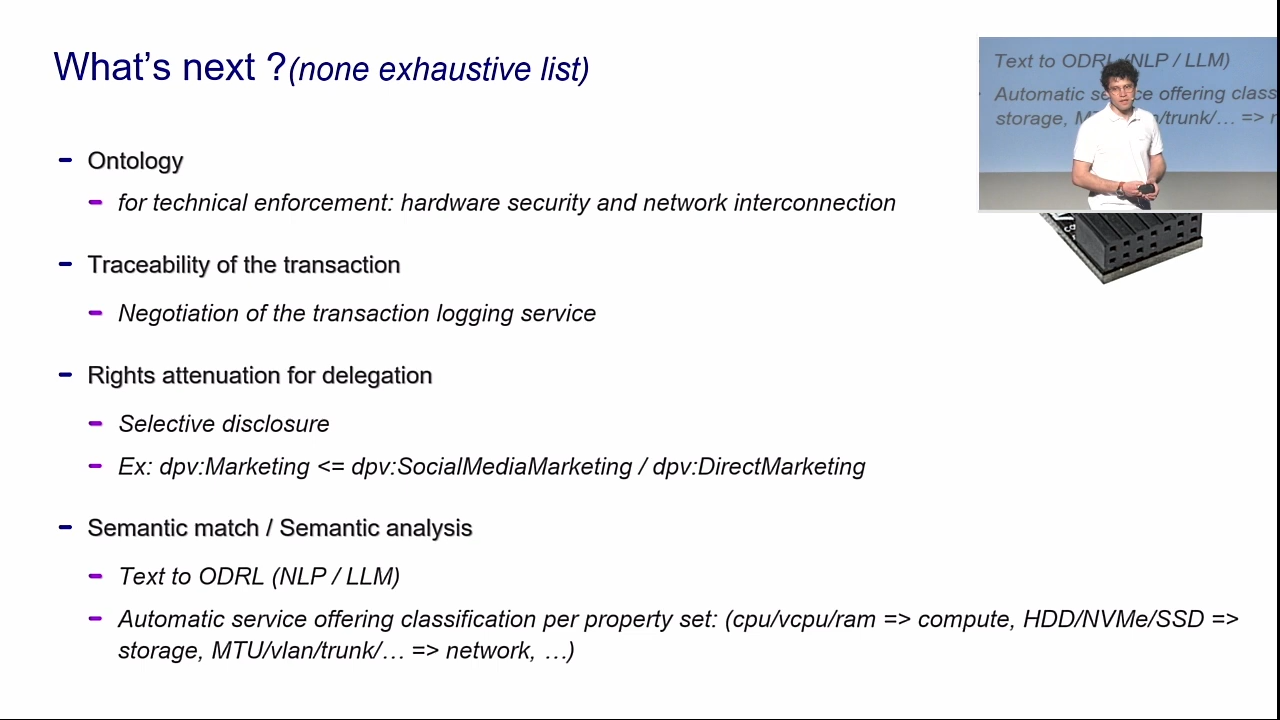 What's next ?(none exhaustive list)
– Ontology
– for technical enforcement: hardware security and network interconnection
– Traceability of the transaction
– Negotiation of the transaction logging service
– Rights attenuation for delegation
– Selective disclosure
– Ex: dpv:Marketing <= dpv:SocialMediaMarketing / dpv:DirectMarketing
– Semantic match / Semantic analysis
– Text to ODRL (NLP / LLM)
– Automatic service offering classification per property set: (cpu/vcpu/ram => compute, HDD/NVMe/SSD =>
storage, MTU/vlan/trunk/… => network, …)
Text to ODRL (NLP / LLM)
Automatic service offering class
storage, /trunk/… =>